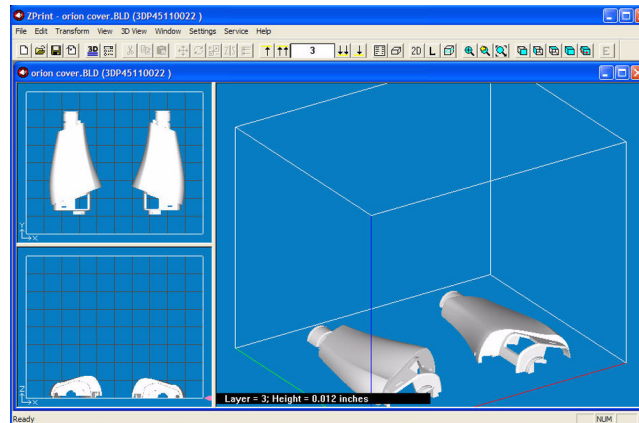 ZPrint - orion cover.BLD (3DP45110022 )
File Edit Transform View 3D View Window Settings Service Help
3D 3 2D L E
orion cover.BLD (3DP45110022 )
Y
X
Z
X
Layer = 3; Height = 0.012 inches
Ready NUM